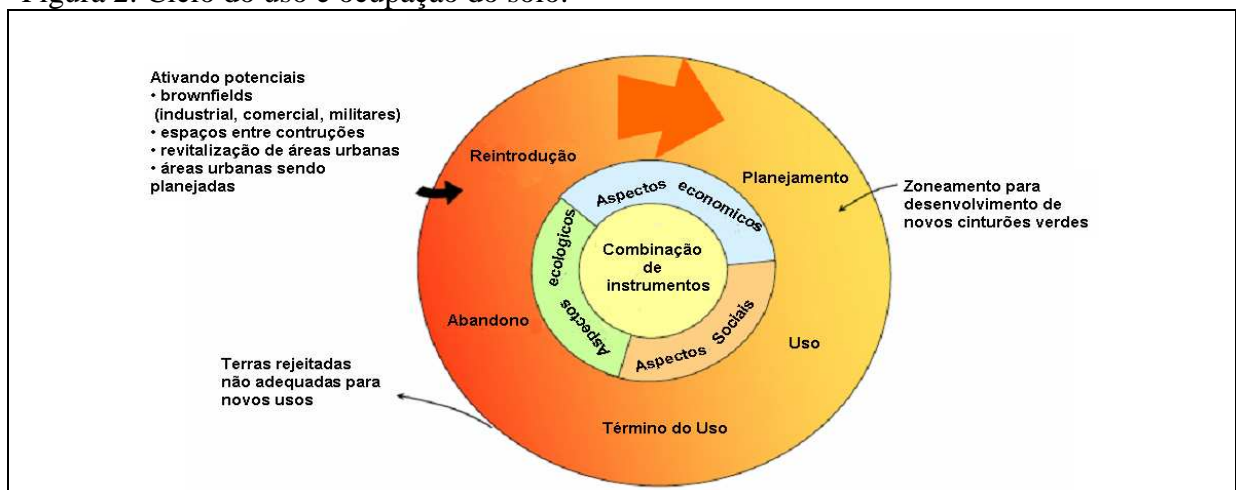 Figura 2: Ciclo do uso e ocupação do solo.
Ativando potenciais
• brownfields
(industrial, comercial, militares)
• espaços entre contruções
• revitalização de áreas urbanas
• áreas urbanas sendo
planejadas
Reintrodução
Planejamento
Zoneamento para
desenvolvimento de
novos cinturões verdes
Aspectos economicos
Aspectos ecologicos
Combinação
de
instrumentos
Aspectos Sociais
Abandono
Uso
Terras rejeitadas
não adequadas para
novos usos
Término do Uso